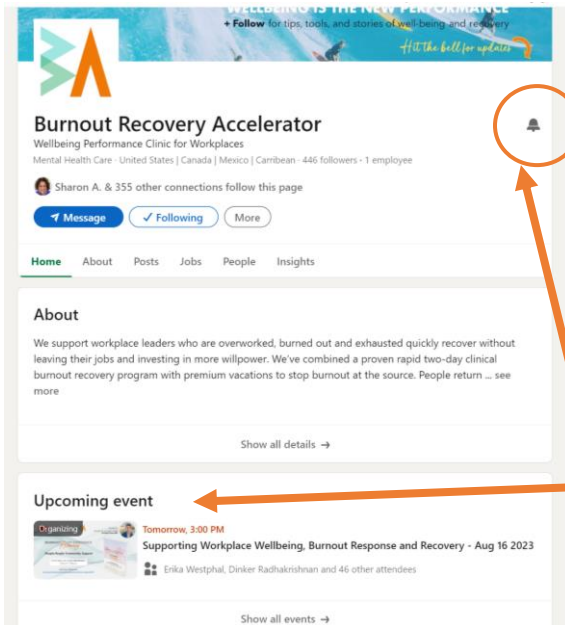 WELLBEING IS THE NEW PERFORMANCE
+ Follow for tips, tools, and stories of well-being and recovery
Hit the bell for updates
Burnout Recovery Accelerator
Wellbeing Performance Clinic for Workplaces
Mental Health Care · United States | Canada | Mexico | Carribean · 446 followers · 1 employee
Sharon A. & 355 other connections follow this page
Message Following More
Home About Posts Jobs People Insights
About
We support workplace leaders who are overworked, burned out and exhausted quickly recover without
leaving their jobs and investing in more willpower. We've combined a proven rapid two-day clinical
burnout recovery program with premium vacations to stop burnout at the source. People return ... see
more
Show all details →
Upcoming event
Organizing
Tomorrow, 3:00 PM
Supporting Workplace Wellbeing, Burnout Response and Recovery - Aug 16 2023
Erika Westphal, Dinker Radhakrishnan and 46 other attendees
Show all events →